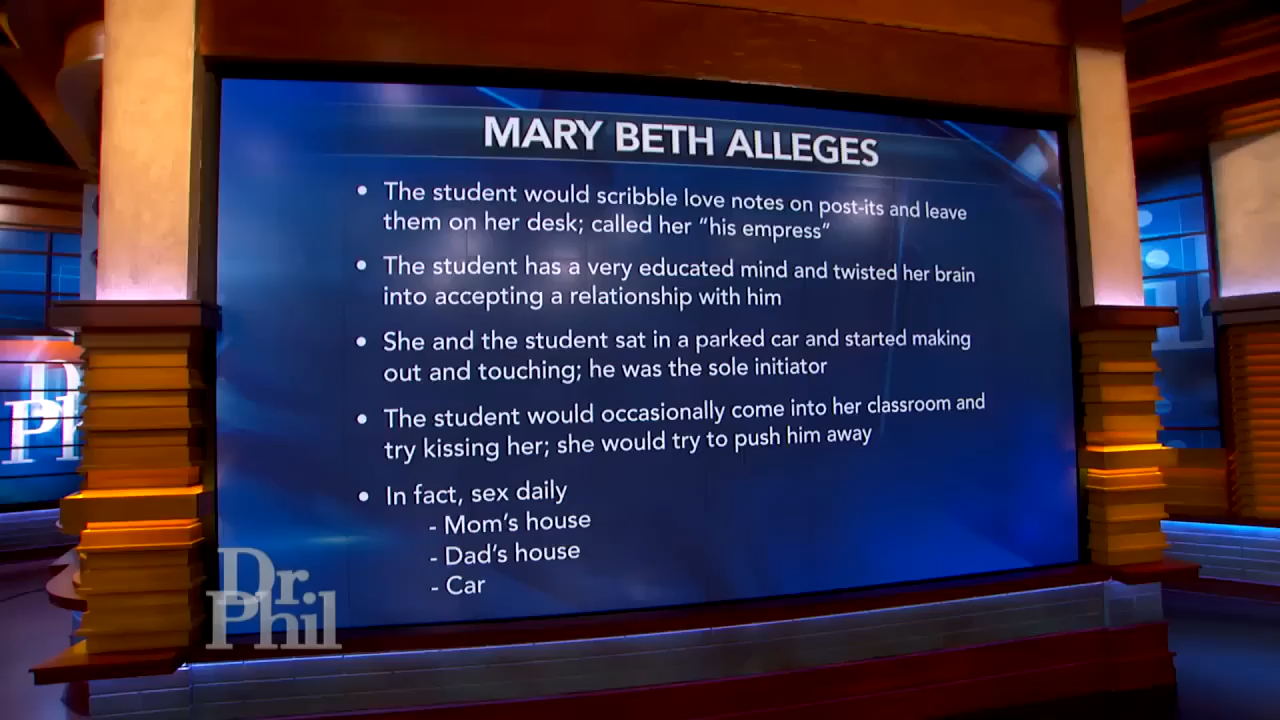 MARY BETH ALLEGES
• The student would scribble love notes on post-its and leave
them on her desk; called her "his empress"
• The student has a very educated mind and twisted her brain
into accepting a relationship with him
• She and the student sat in a parked car and started making
out and touching; he was the sole initiator
• The student would occasionally come into her classroom and
try kissing her; she would try to push him away
• In fact, sex daily
- Mom's house
- Dad's house
- Car
Dr.
Phil